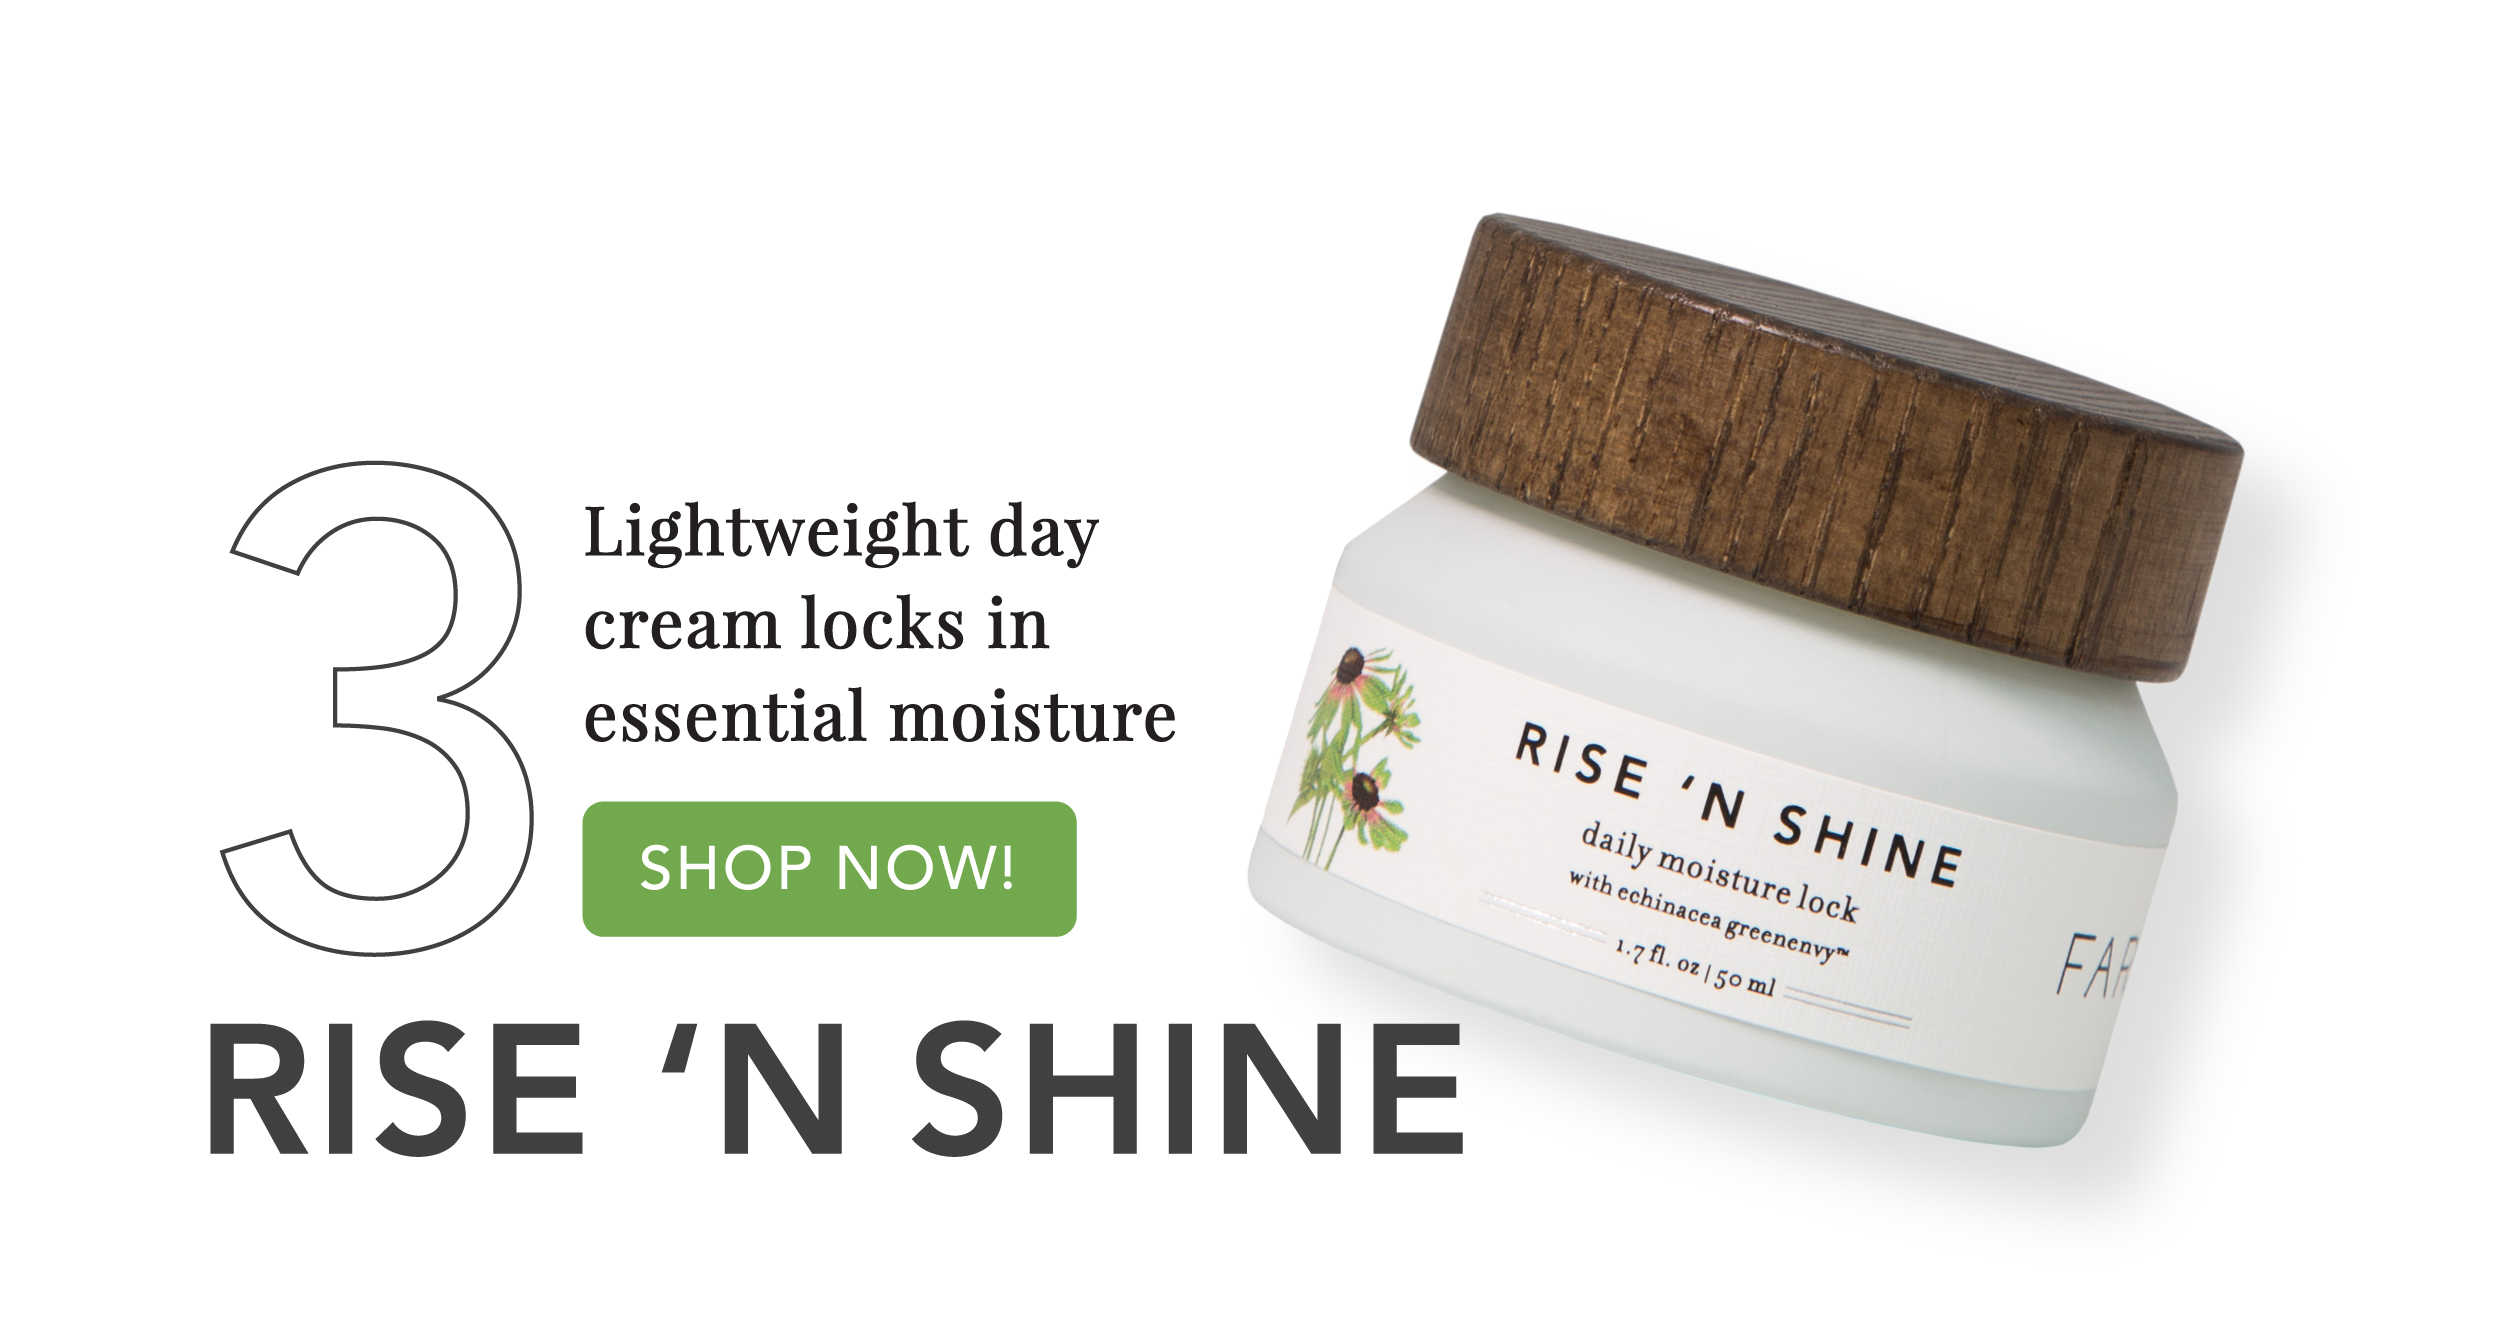 3
Lightweight day
cream locks in
essential moisture
SHOP NOW!
RISE ‘N SHINE
RISE ‘N SHINE
daily moisture lock
with echinacea greenenvy™
1.7 fl. oz | 50 ml